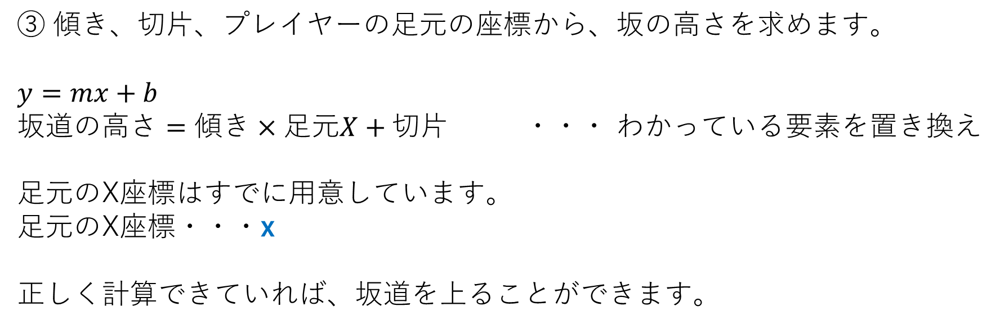 ③ 傾き、切片、プレイヤーの足元の座標から、坂の高さを求めます。
y = mx + b
坂道の高さ = 傾き × 足元X + 切片 ・・・ わかっている要素を置き換え
足元のX座標はすでに用意しています。
足元のX座標・・・x
正しく計算できていれば、坂道を上ることができます。